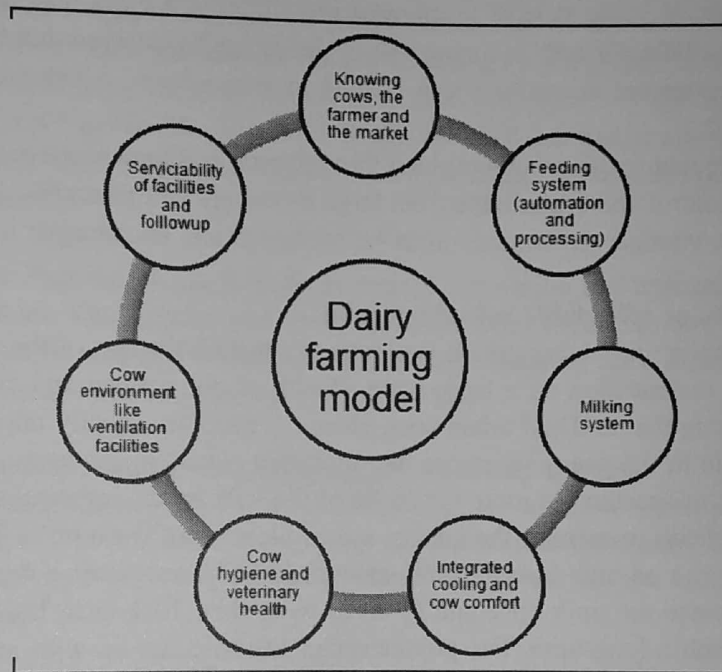 Knowing
cows, the
farmer and
the market
Feeding
system
(automation
and
processing)
Milking
system
Integrated
cooling and
cow comfort
Cow
hygiene and
veterinary
health
Cow
environment
like
ventilation
facilities
Serviciability
of facilities
and
folllowup
Dairy
farming
model